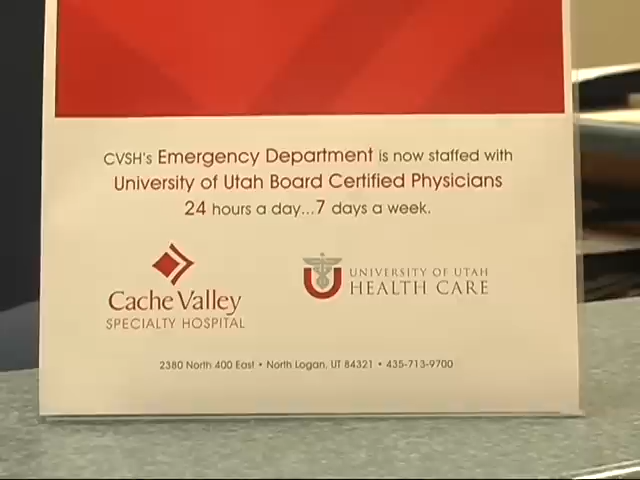 CVSH's Emergency Department is now staffed with
University of Utah Board Certified Physicians
24 hours a day...7 days a week.
Cache Valley
SPECIALTY HOSPITAL
UNIVERSITY OF UTAH
HEALTH CARE
2380 North 400 East • North Logan, UT 84321 • 435-713-9700